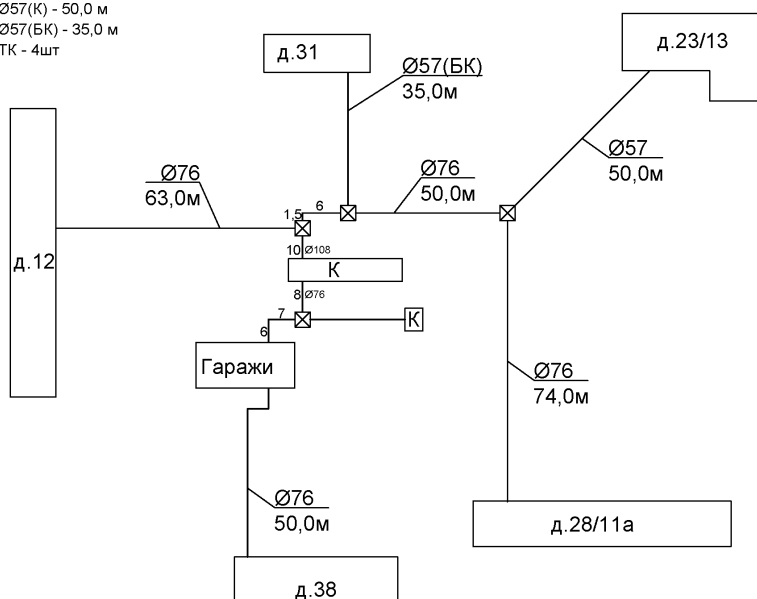 Ø57(К) - 50,0 м
Ø57(БК) - 35,0 м
ТК - 4шт
д.31
Ø57(БК)
35,0м
д.23/13
Ø57
50,0м
Ø76
63,0м
Ø76
50,0м
1,5
6
д.12
10 Ø108
К
8 Ø76
7
6
К
Гаражи
Ø76
74,0м
Ø76
50,0м
д.28/11а
д.38